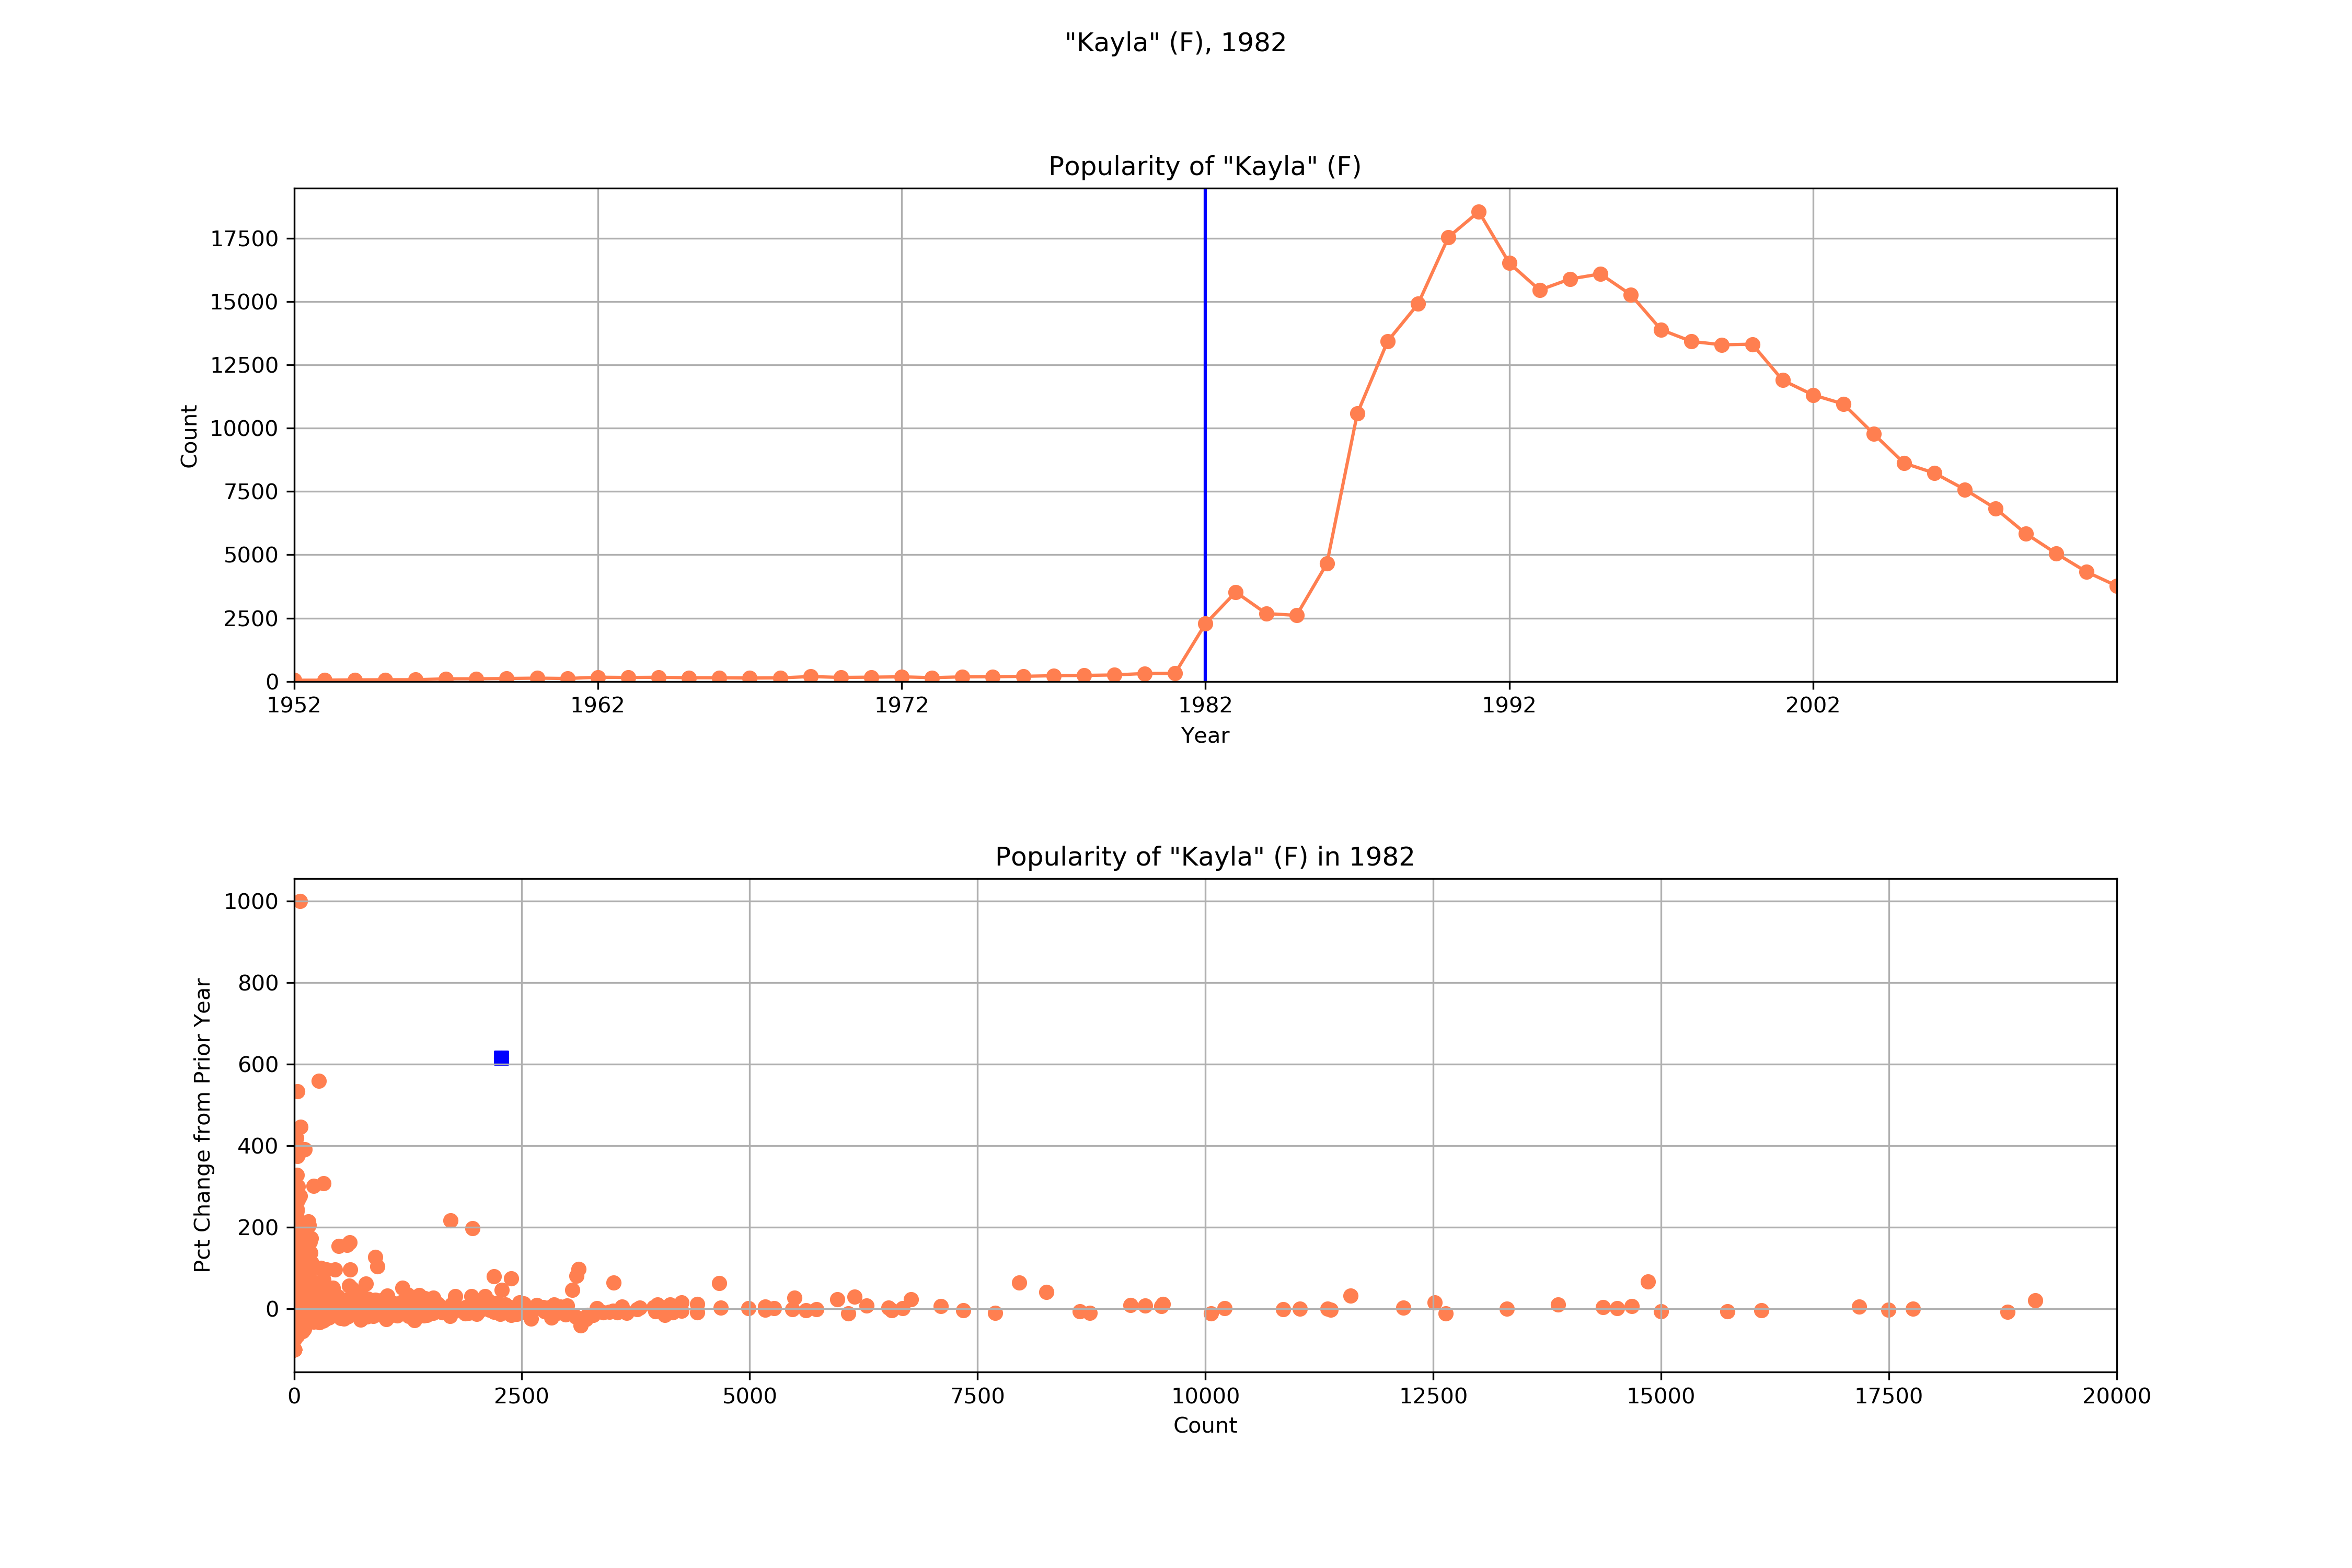 "Kayla" (F), 1982
Popularity of "Kayla" (F)
17500
15000
12500
10000
7500
5000
2500
0
Count
1952 1962 1972 1982 1992 2002
Year
Popularity of "Kayla" (F) in 1982
1000
800
600
400
200
0
Pct Change from Prior Year
0 2500 5000 7500 10000 12500 15000 17500 20000
Count